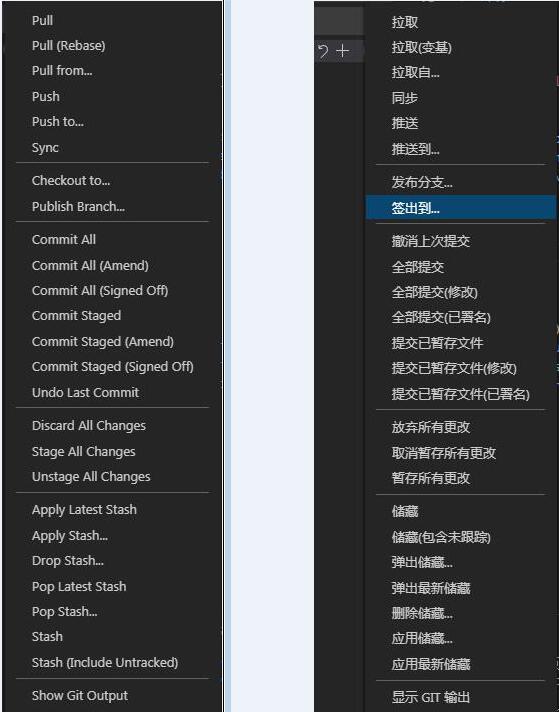 Pull
Pull (Rebase)
Pull from...
Push
Push to...
Sync
Checkout to...
Publish Branch...
Commit All
Commit All (Amend)
Commit All (Signed Off)
Commit Staged
Commit Staged (Amend)
Commit Staged (Signed Off)
Undo Last Commit
Discard All Changes
Stage All Changes
Unstage All Changes
Apply Latest Stash
Apply Stash...
Drop Stash...
Pop Latest Stash
Pop Stash...
Stash
Stash (Include Untracked)
Show Git Output
拉取
拉取(变基)
拉取自...
同步
推送
推送到...
发布分支...
签出到...
撤消上次提交
全部提交
全部提交(修改)
全部提交(已署名)
提交已暂存文件
提交已暂存文件(修改)
提交已暂存文件(已署名)
放弃所有更改
取消暂存所有更改
暂存所有更改
储藏
储藏(包含未跟踪)
弹出储藏...
弹出最新储藏
删除储藏...
应用储藏...
应用最新储藏
显示 GIT 输出